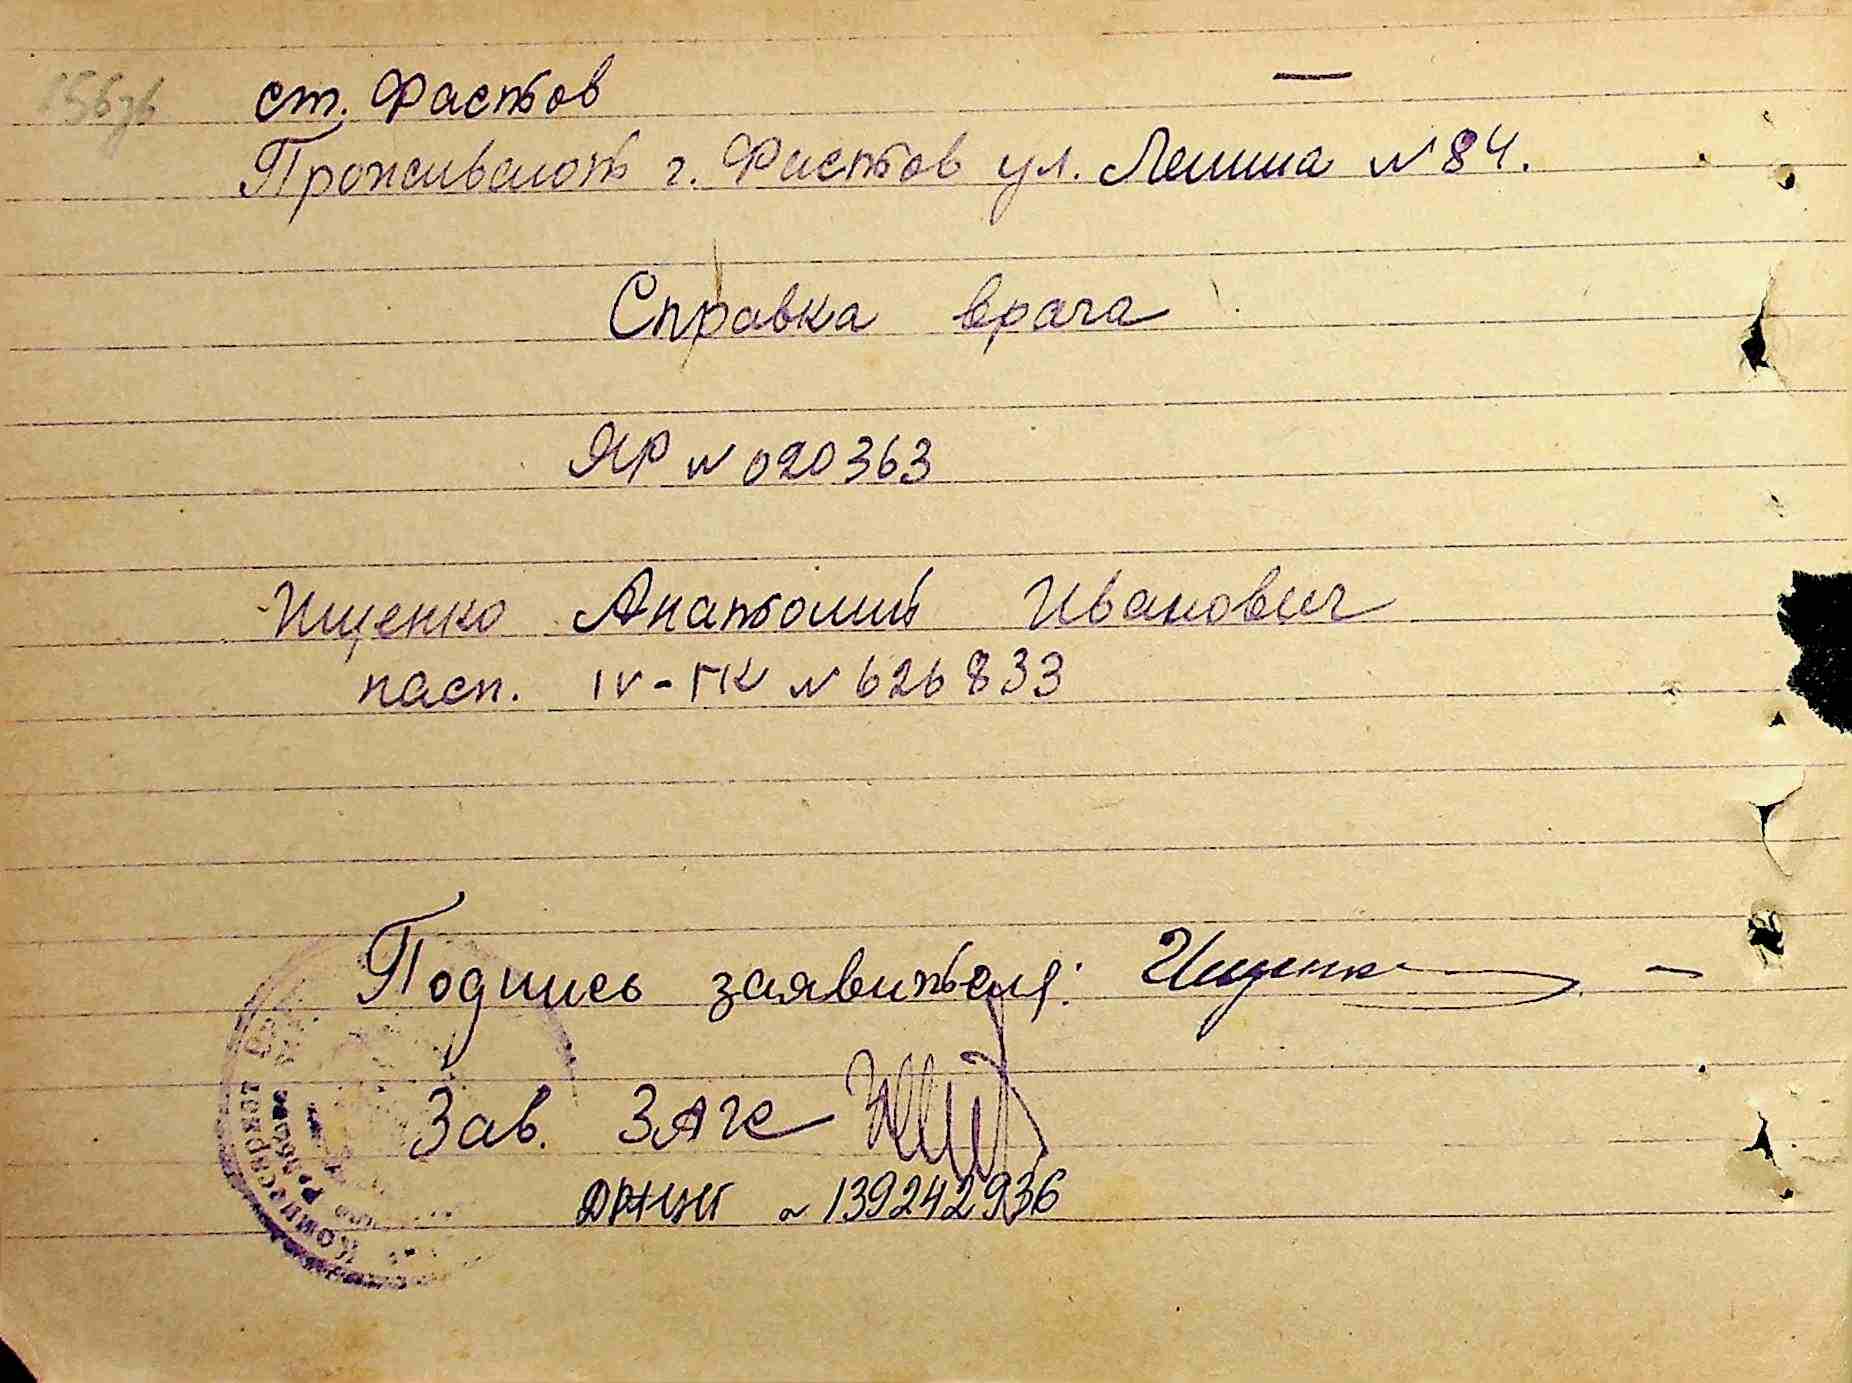 ст. Фастов
Проживают г. Фастов ул. Ленина № 84.
Справка врача
ЯР № 020363
Ищенко Анатолий Иванович
пасп. IV-ГК № 626833
Подпись заявителя: Ищенко
Зав. ЗАГС
№ 139242936